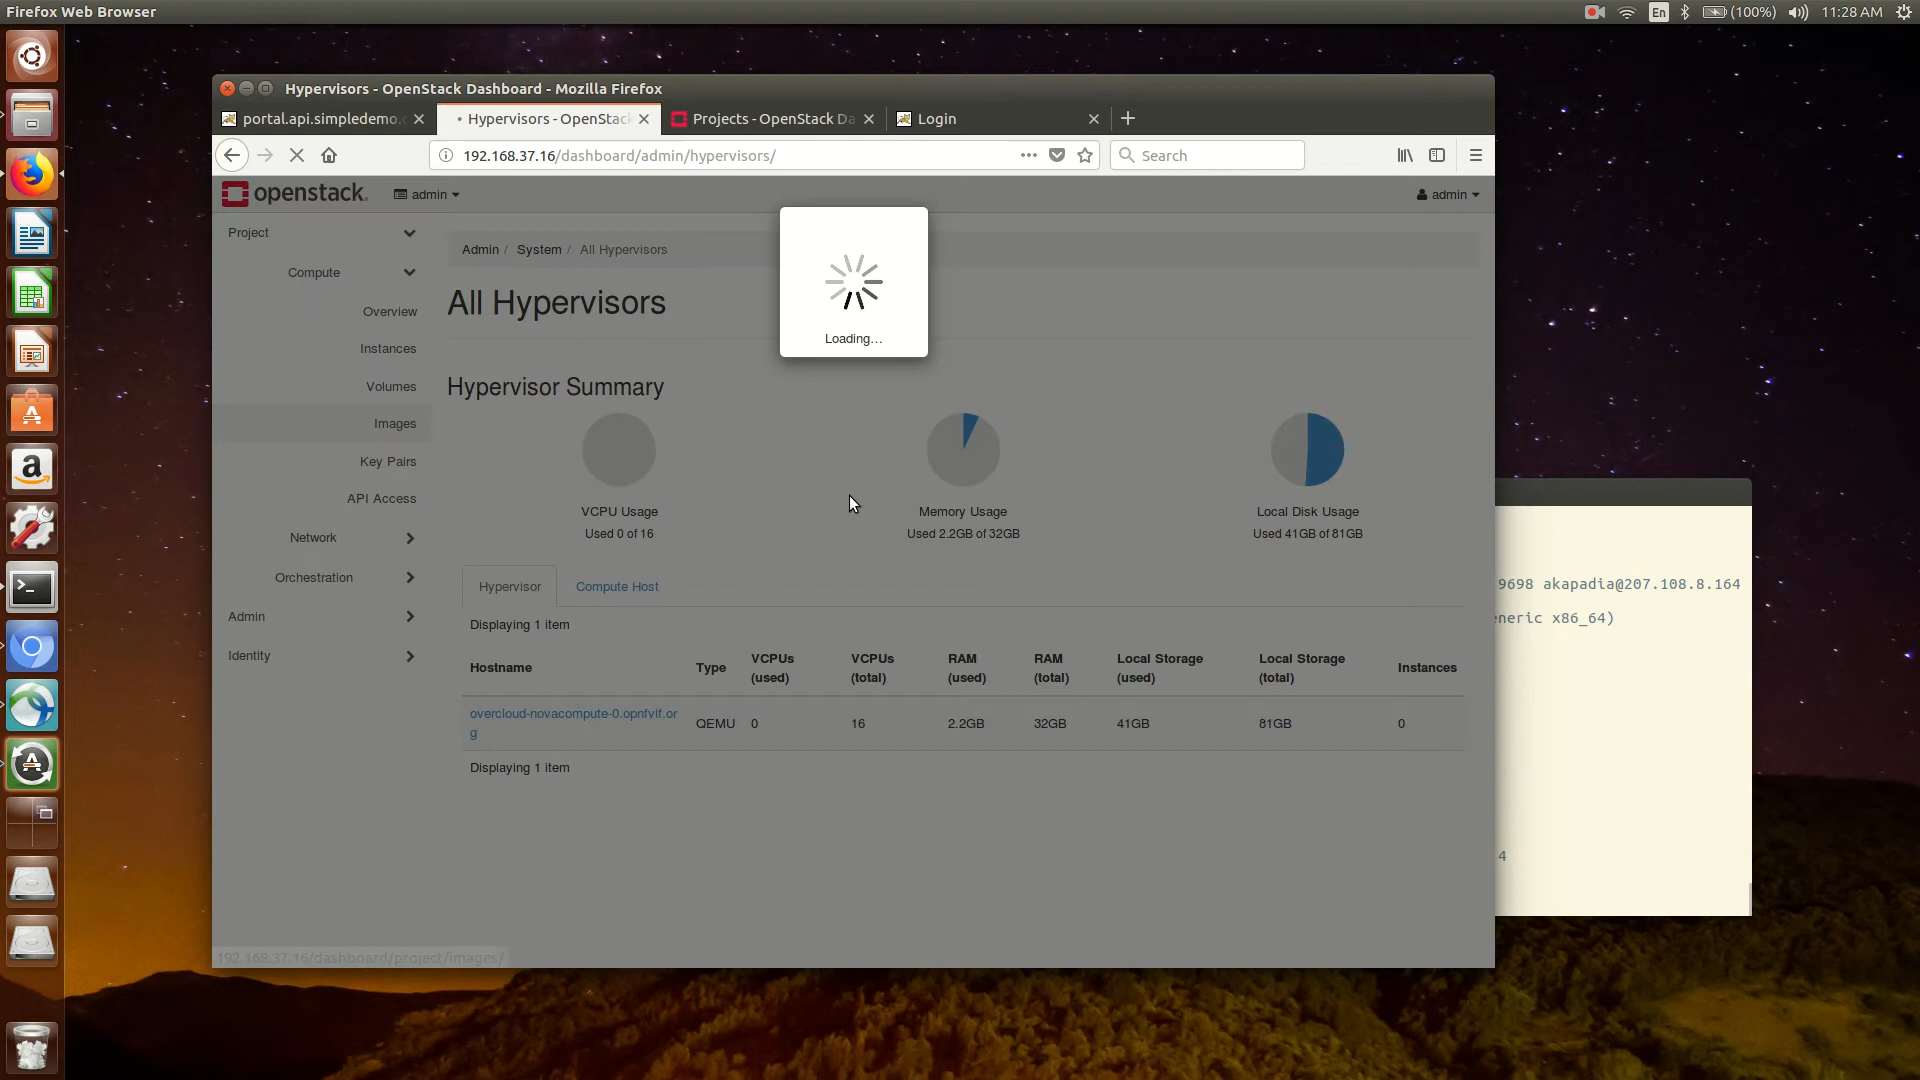 Firefox Web Browser
En
(100%)
11:28 AM
Hypervisors - OpenStack Dashboard - Mozilla Firefox
portal.api.simpledemo.
Hypervisors - OpenStac
Projects - OpenStack Da
Login
192.168.37.16/dashboard/admin/hypervisors/
Search
openstack.
admin
admin
Project
Compute
Overview
Instances
Volumes
Images
Key Pairs
API Access
Network
Orchestration
Admin
Identity
Admin / System / All Hypervisors
Loading…
All Hypervisors
Hypervisor Summary
VCPU Usage
Used 0 of 16
Memory Usage
Used 2.2GB of 32GB
Local Disk Usage
Used 41GB of 81GB
Hypervisor
Compute Host
Displaying 1 item
Hostname Type VCPUs (used) VCPUs (total) RAM (used) RAM (total) Local Storage (used) Local Storage (total) Instances
overcloud-novacompute-0.opnfvlf.or
g
QEMU 0 16 2.2GB 32GB 41GB 81GB 0
Displaying 1 item
192.168.37.16/dashboard/project/images/
9698 akapadia@207.108.8.164
eneric x86_64)
4